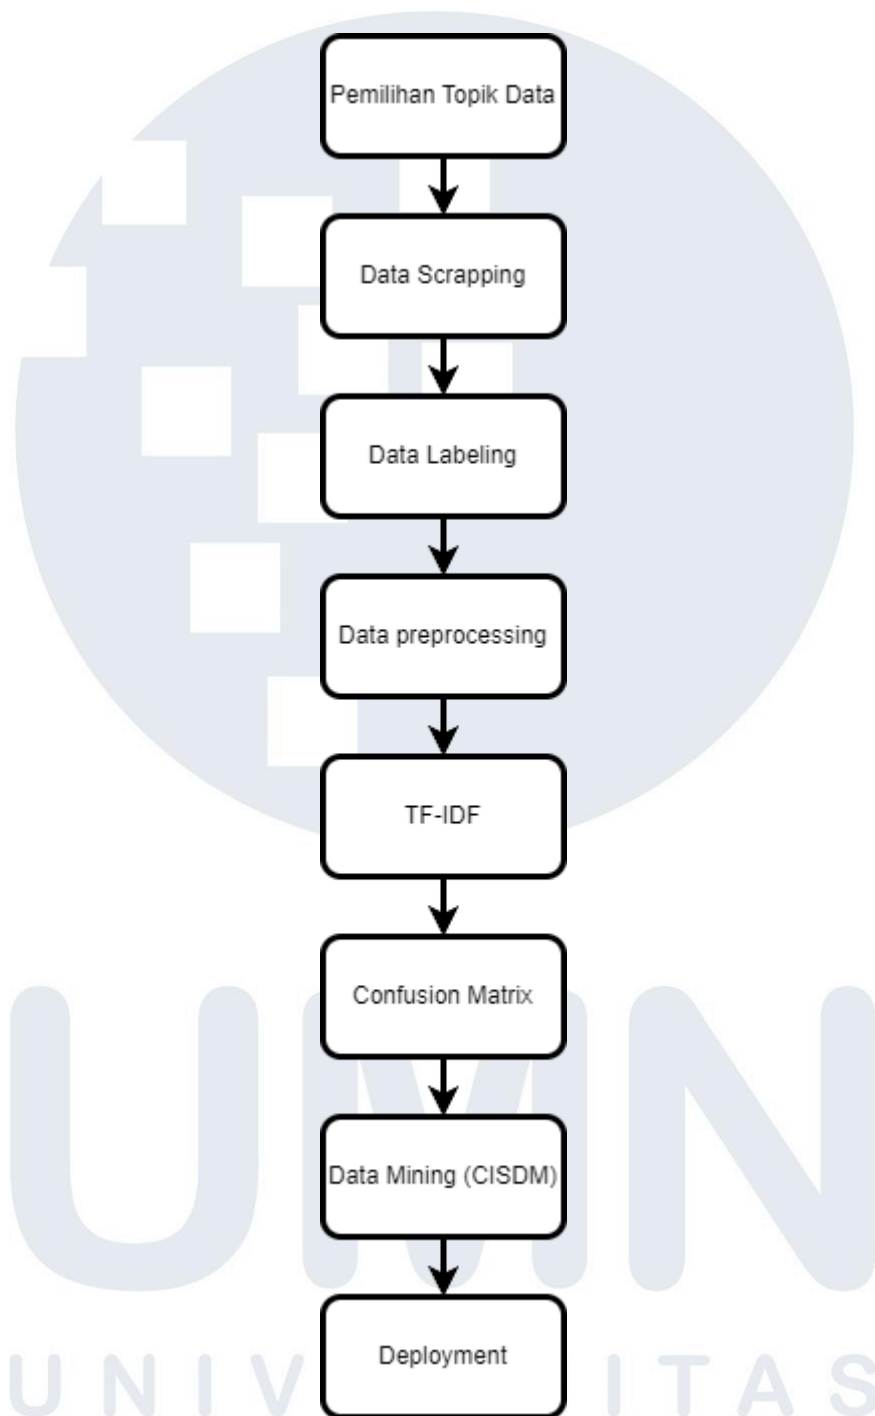 Pemilihan Topik Data
Data Scrapping
Data Labeling
Data preprocessing
TF-IDF
Confusion Matrix
Data Mining (CISDM)
Deployment
UMN
UNIV ITAS